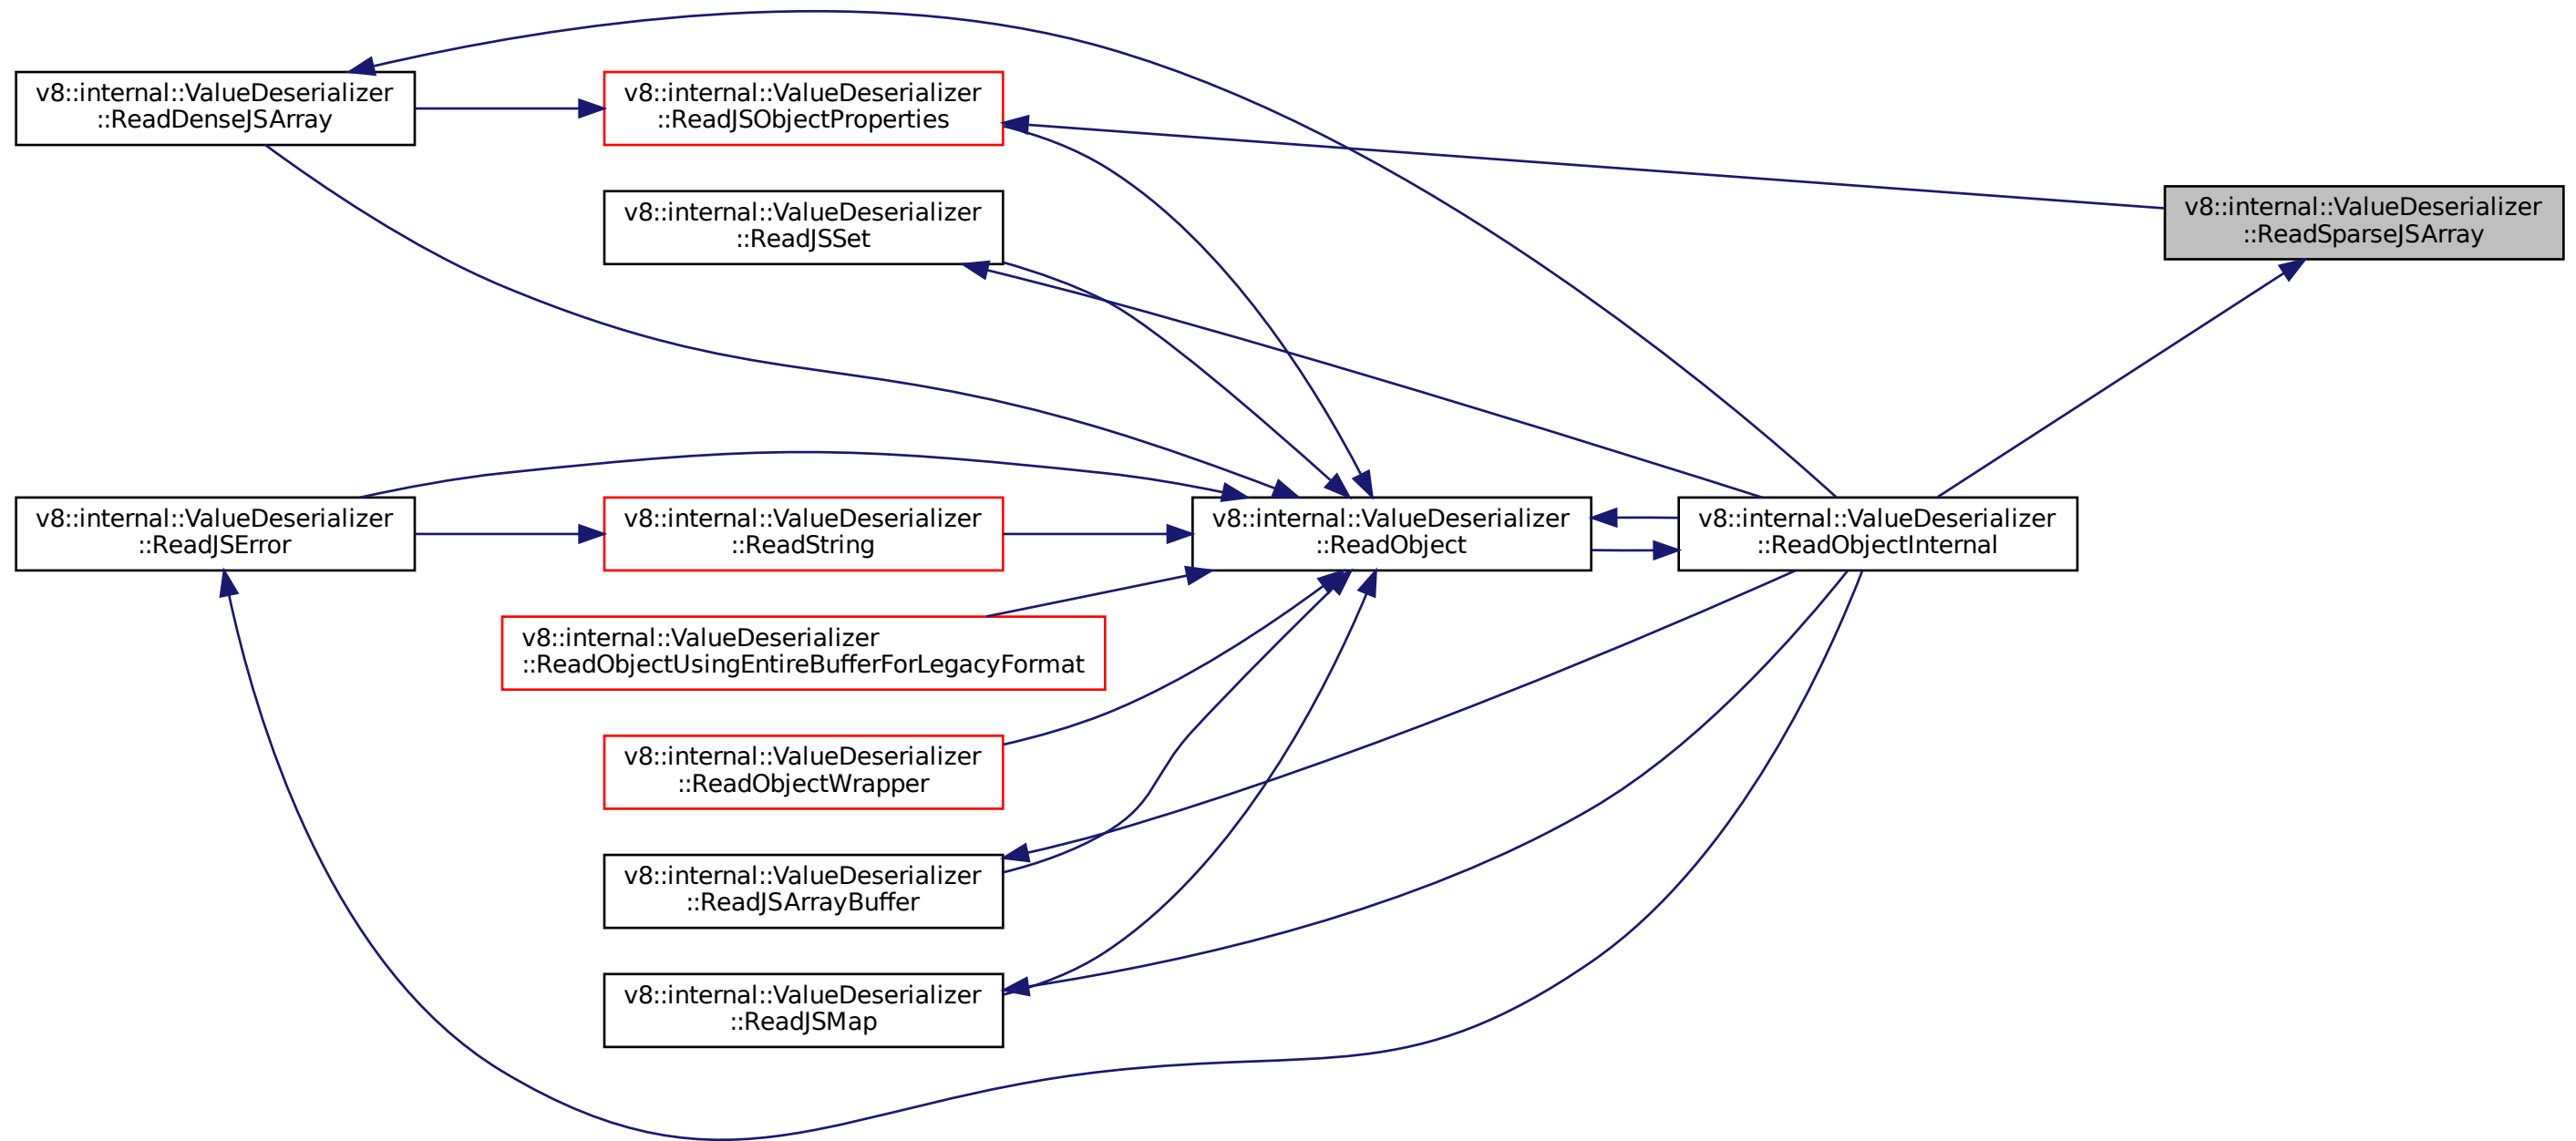 v8::internal::ValueDeserializer
::ReadDenseJSArray
v8::internal::ValueDeserializer
::ReadJSObjectProperties
v8::internal::ValueDeserializer
::ReadJSSet
v8::internal::ValueDeserializer
::ReadSparseJSArray
v8::internal::ValueDeserializer
::ReadJSError
v8::internal::ValueDeserializer
::ReadString
v8::internal::ValueDeserializer
::ReadObject
v8::internal::ValueDeserializer
::ReadObjectInternal
v8::internal::ValueDeserializer
::ReadObjectUsingEntireBufferForLegacyFormat
v8::internal::ValueDeserializer
::ReadObjectWrapper
v8::internal::ValueDeserializer
::ReadJSArrayBuffer
v8::internal::ValueDeserializer
::ReadJSMap